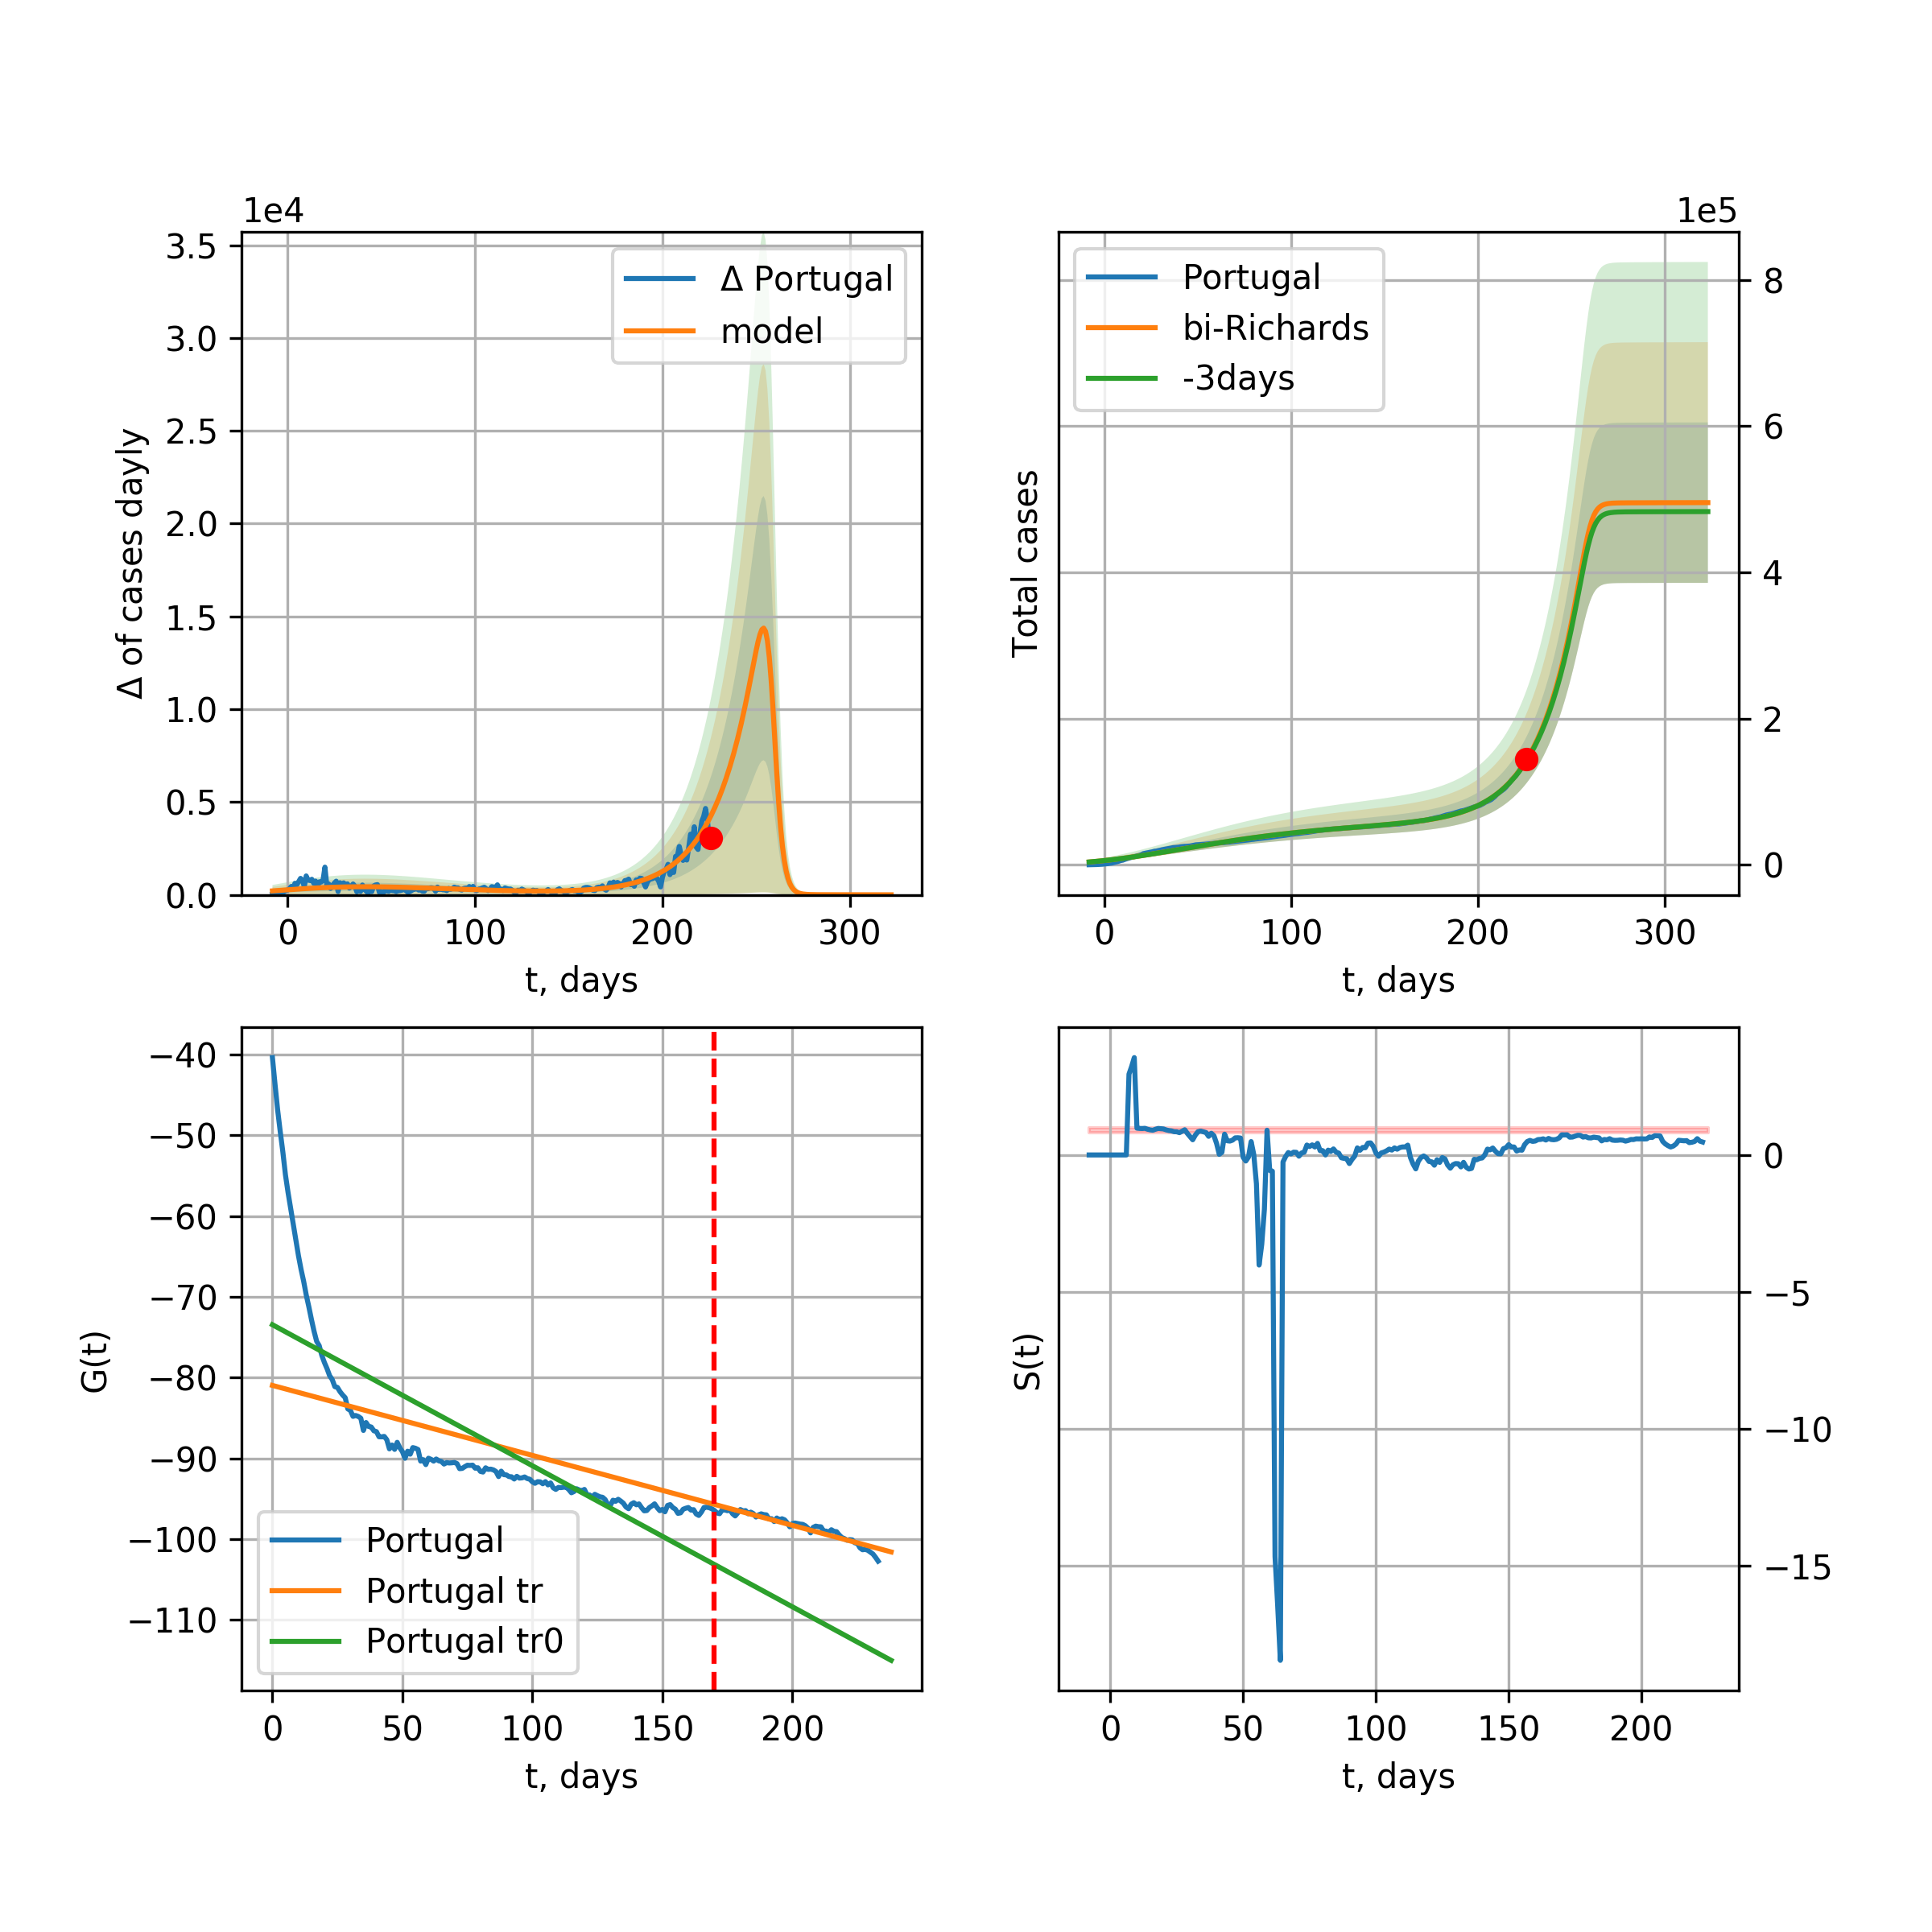 1e4
3.5
3.0
2.5
2.0
1.5
1.0
0.5
0.0
Δ of cases dayly
Δ Portugal
model
0 100 200 300
t, days
1e5
8
6
4
2
0
Total cases
Portugal
bi-Richards
-3days
0 100 200 300
t, days
−40
−50
−60
−70
−80
−90
−100
−110
G(t)
Portugal
Portugal tr
Portugal tr0
0 50 100 150 200
t, days
0
−5
−10
−15
S(t)
0 50 100 150 200
t, days